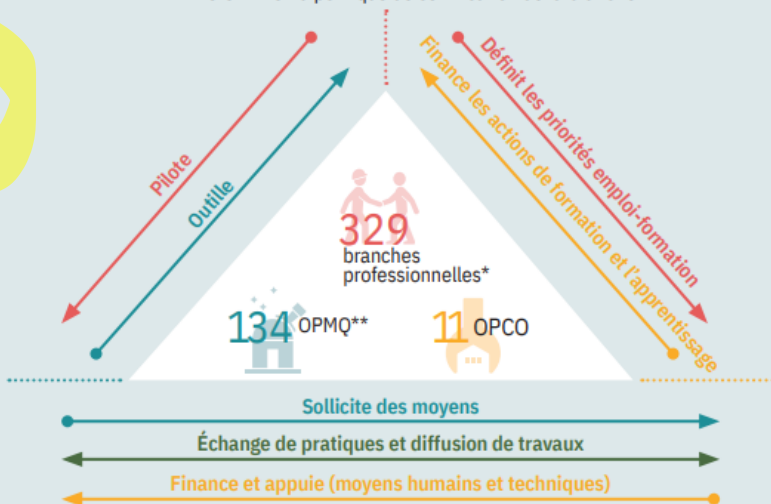 Pilote
Outille
Définit les priorités emploi-formation
Finance les actions de formation et l'apprentissage
329
branches
professionnelles*
134 OPMQ**
11 OPCO
Sollicite des moyens
Échange de pratiques et diffusion de travaux
Finance et appuie (moyens humains et techniques)